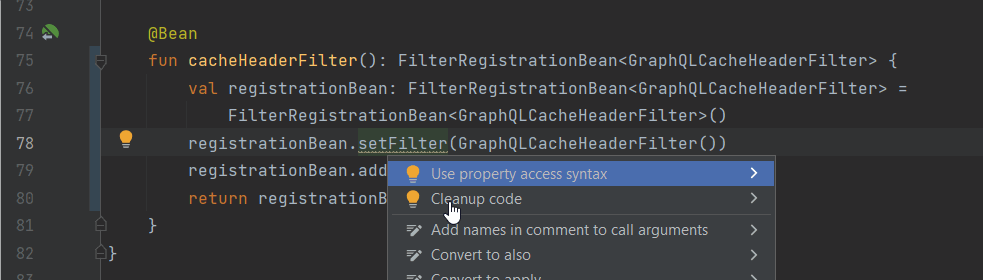 73
74 @Bean
75 fun cacheHeaderFilter(): FilterRegistrationBean<GraphQLCacheHeaderFilter> {
76 val registrationBean: FilterRegistrationBean<GraphQLCacheHeaderFilter> =
77 FilterRegistrationBean<GraphQLCacheHeaderFilter>()
78 registrationBean.setFilter(GraphQLCacheHeaderFilter())
79 registrationBean.add
Use property access syntax
80 return registrationB
Cleanup code
81 }
Add names in comment to call arguments
82 }
Convert to also
83
Convert to apply